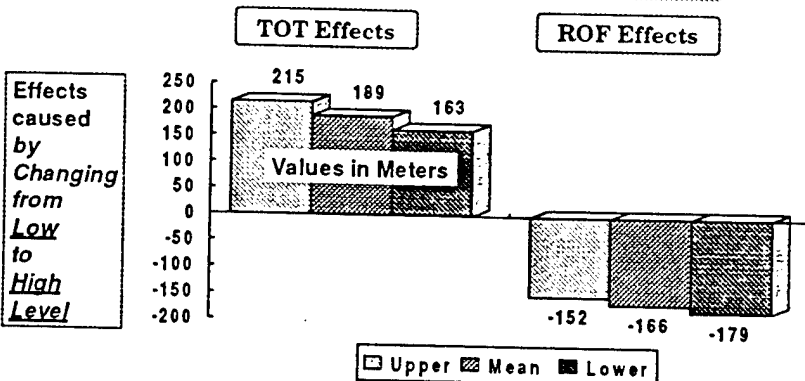 TOT Effects
ROF Effects
Effects
caused
by
Changing
from
Low
to
High
Level
250
200
150
100
50
0
-50
-100
-150
-200
215
189
163
Values in Meters
-152
-166
-179
Upper Mean Lower